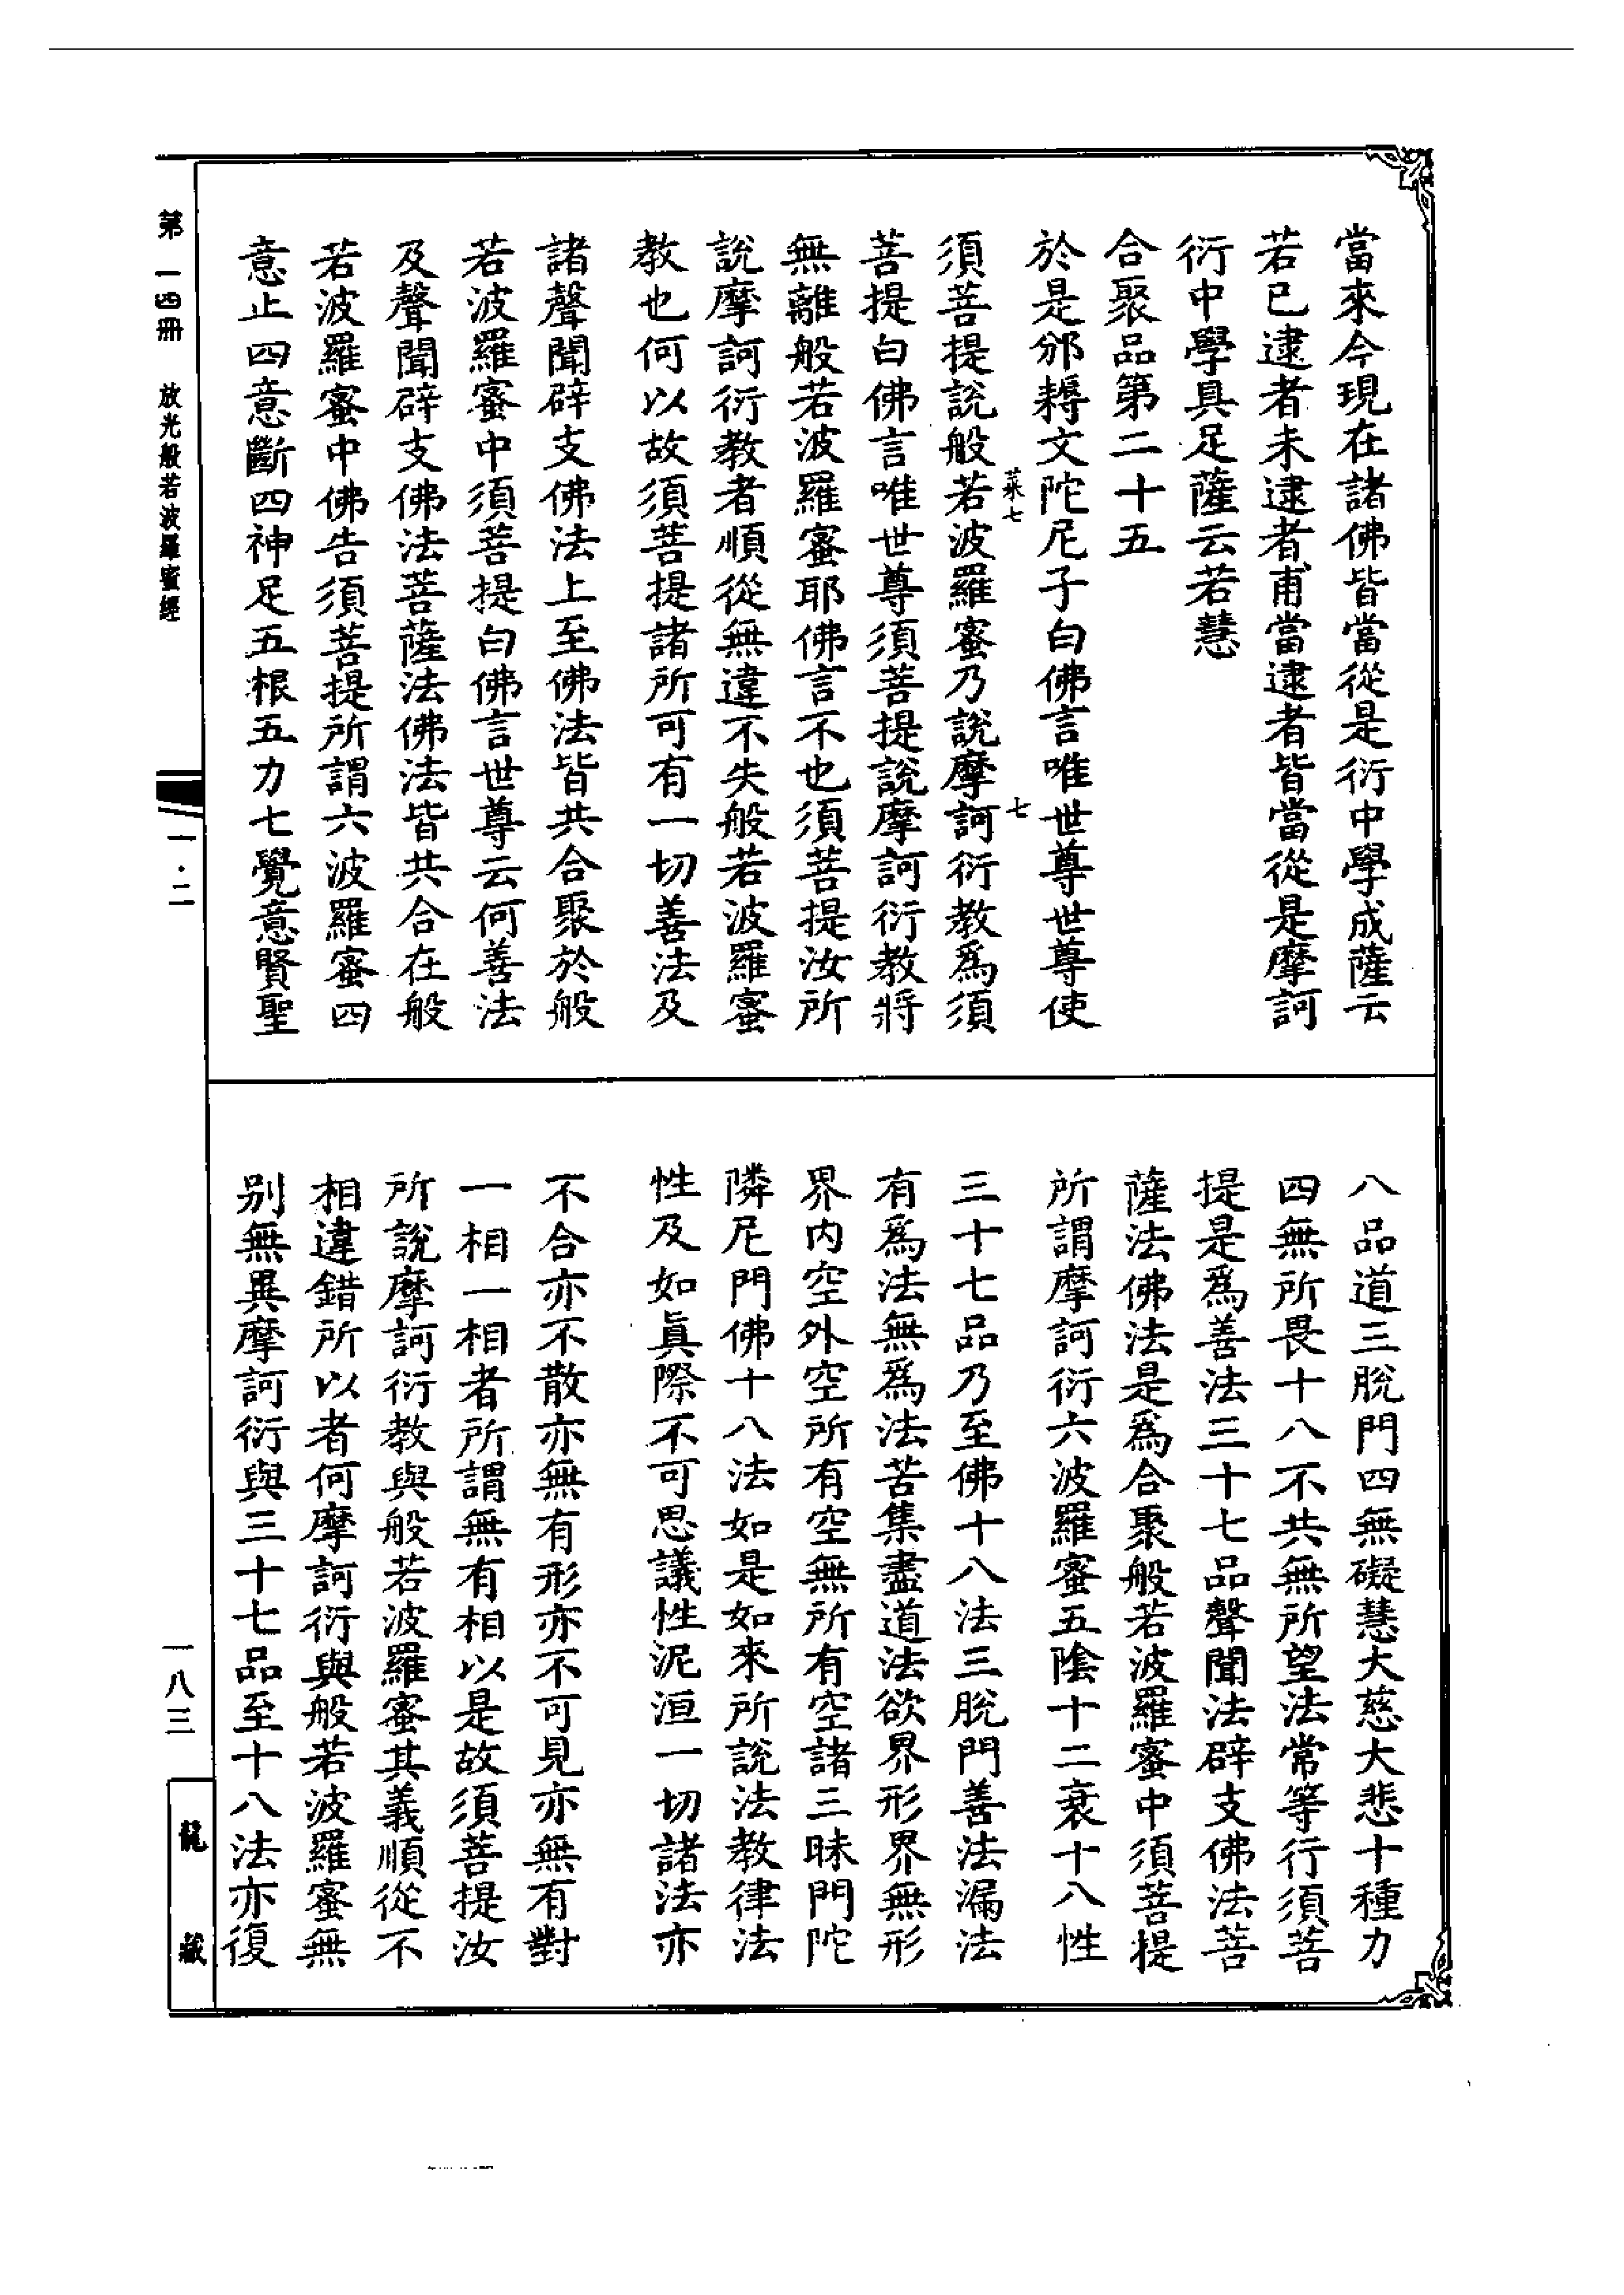 當來今現在諸佛皆當從是衍中學成薩云
若已逮者未逮者甫當逮者皆當從是摩訶
衍中學具足薩云若慧
合聚品第二十五
於是邠耨文陀尼子白佛言唯世尊世尊使
菜七
七
須菩提說般若波羅蜜乃說摩訶衍教爲須
菩提白佛言唯世尊須菩提說摩訶衍教將
無離般若波羅蜜耶佛言不也須菩提汝所
說摩訶衍教者順從無違不失般若波羅蜜
教也何以故須菩提諸所可有一切善法及
諸聲聞辟支佛法上至佛法皆共合聚於般
若波羅蜜中須菩提白佛言世尊云何善法
及聲聞辟支佛法菩薩法佛法皆共合在般
若波羅蜜中佛告須菩提所謂六波羅蜜四
意止四意斷四神足五根五力七覺意賢聖
八品道三脫門四無礙慧大慈大悲十種力
四無所畏十八不共無所望法常等行須菩
提是爲善法三十七品聲聞法辟支佛法菩
薩法佛法是爲合聚般若波羅蜜中須菩提
所謂摩訶衍六波羅蜜五陰十二衰十八性
三十七品乃至佛十八法三脫門善法漏法
有爲法無爲法苦集盡道法欲界形界無形
界內空外空所有空無所有空諸三昧門陀
隣尼門佛十八法如是如來所說法教律法
性及如眞際不可思議性泥洹一切諸法亦
不合亦不散亦無有形亦不可見亦無有對
一相一相者所謂無有相以是故須菩提汝
所說摩訶衍教與般若波羅蜜其義順從不
相違錯所以者何摩訶衍與般若波羅蜜無
别無異摩訶衍與三十七品至十八法亦復
第一四冊 放光般若波羅蜜經
一·二
一八三
龍藏